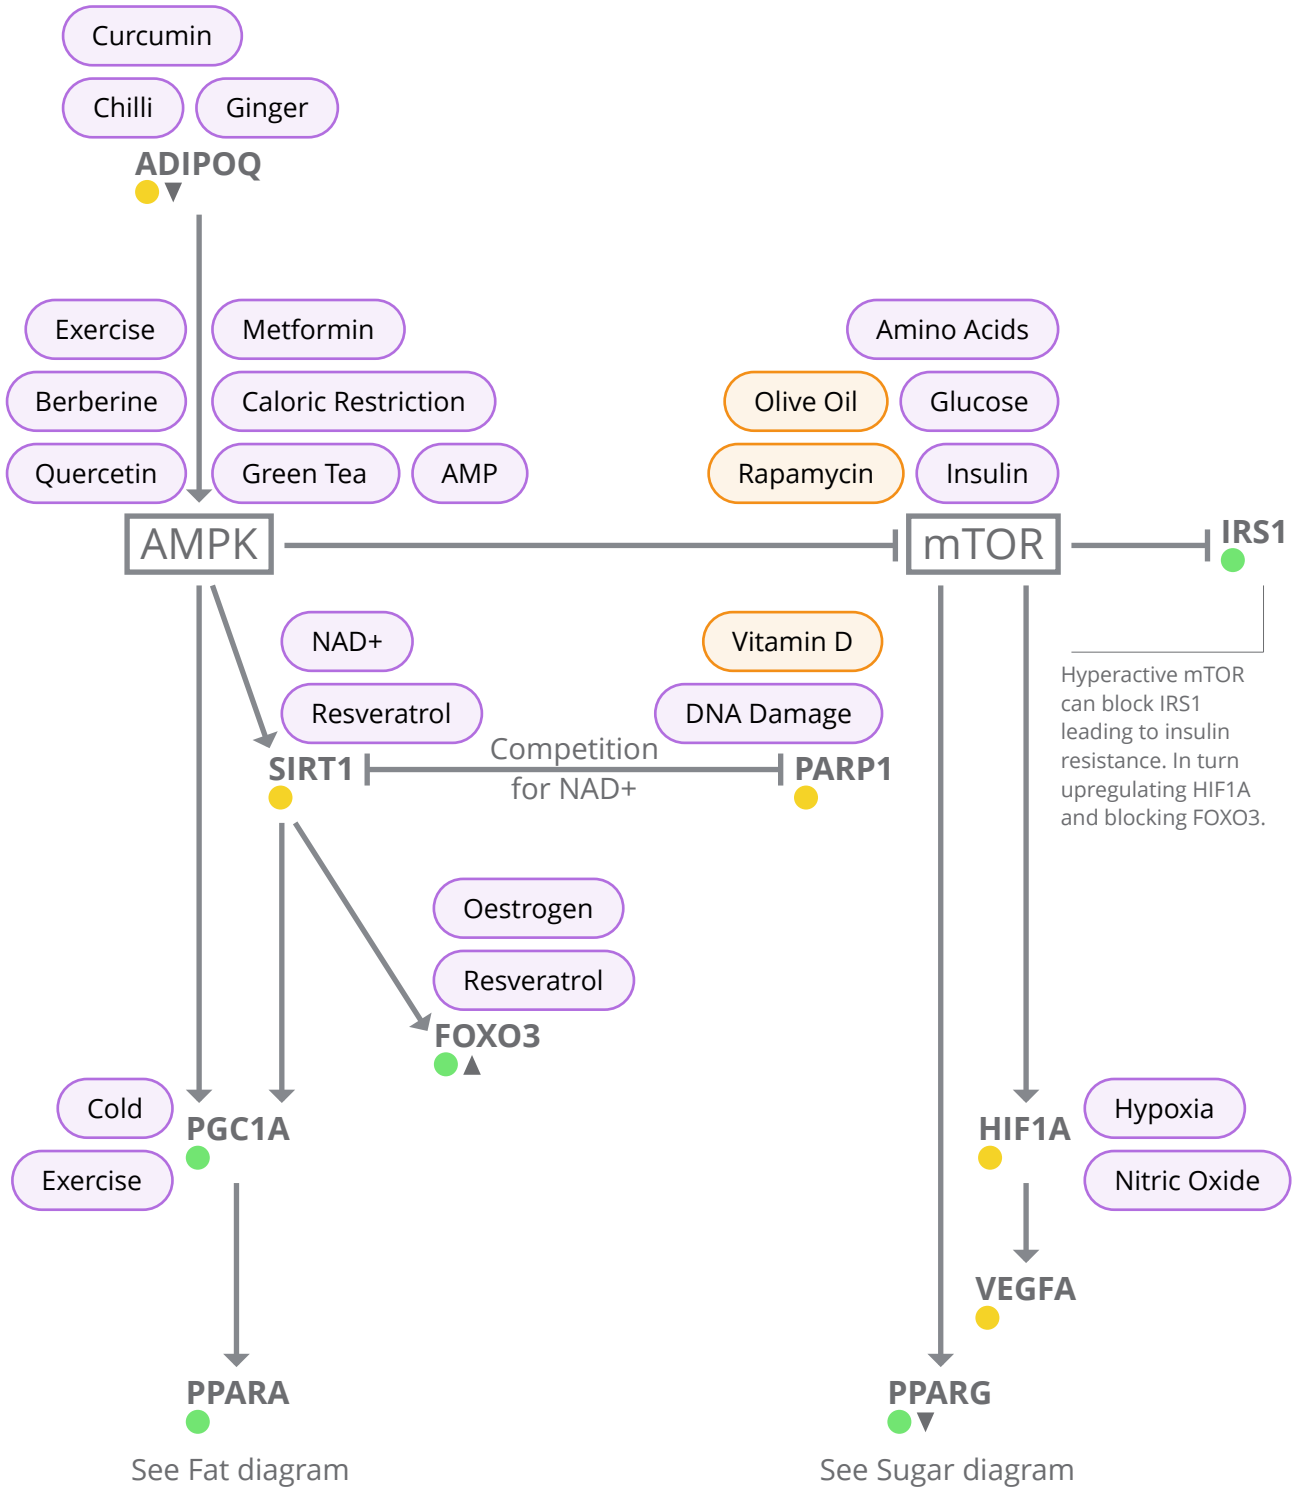 Curcumin
Chilli
Ginger
ADIPOQ
Exercise
Metformin
Berberine
Caloric Restriction
Quercetin
Green Tea
AMP
AMPK
Amino Acids
Olive Oil
Glucose
Rapamycin
Insulin
mTOR
IRS1
Hyperactive mTOR
can block IRS1
leading to insulin
resistance. In turn
upregulating HIF1A
and blocking FOXO3.
NAD+
Resveratrol
SIRT1
Competition
for NAD+
Vitamin D
DNA Damage
PARP1
Oestrogen
Resveratrol
FOXO3
Cold
Exercise
PGC1A
HIF1A
Hypoxia
Nitric Oxide
VEGFA
PPARA
See Fat diagram
PPARG
See Sugar diagram